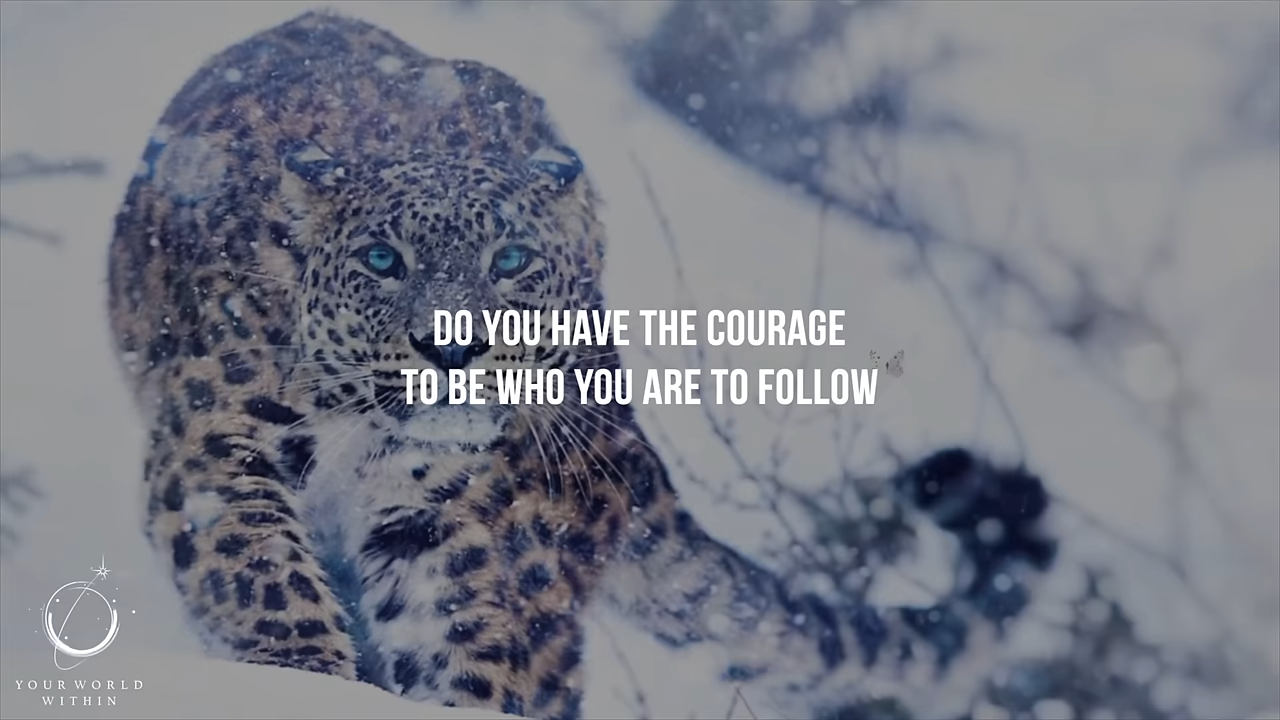 DO YOU HAVE THE COURAGE
TO BE WHO YOU ARE TO FOLLOW
YOUR WORLD
WITHIN